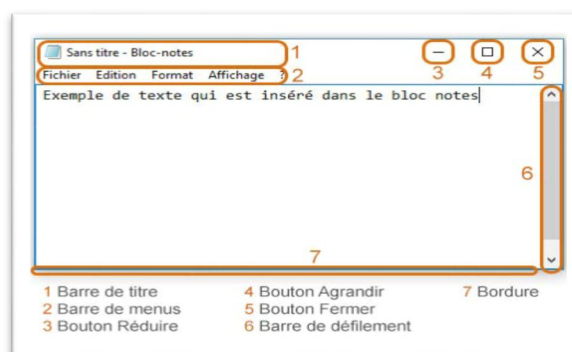 Sans titre - Bloc-notes 1
3 4 5
Fichier Edition Format Affichage ? 2
Exemple de texte qui est inséré dans le bloc notes
6
7
1 Barre de titre 4 Bouton Agrandir 7 Bordure
2 Barre de menus 5 Bouton Fermer
3 Bouton Réduire 6 Barre de défilement